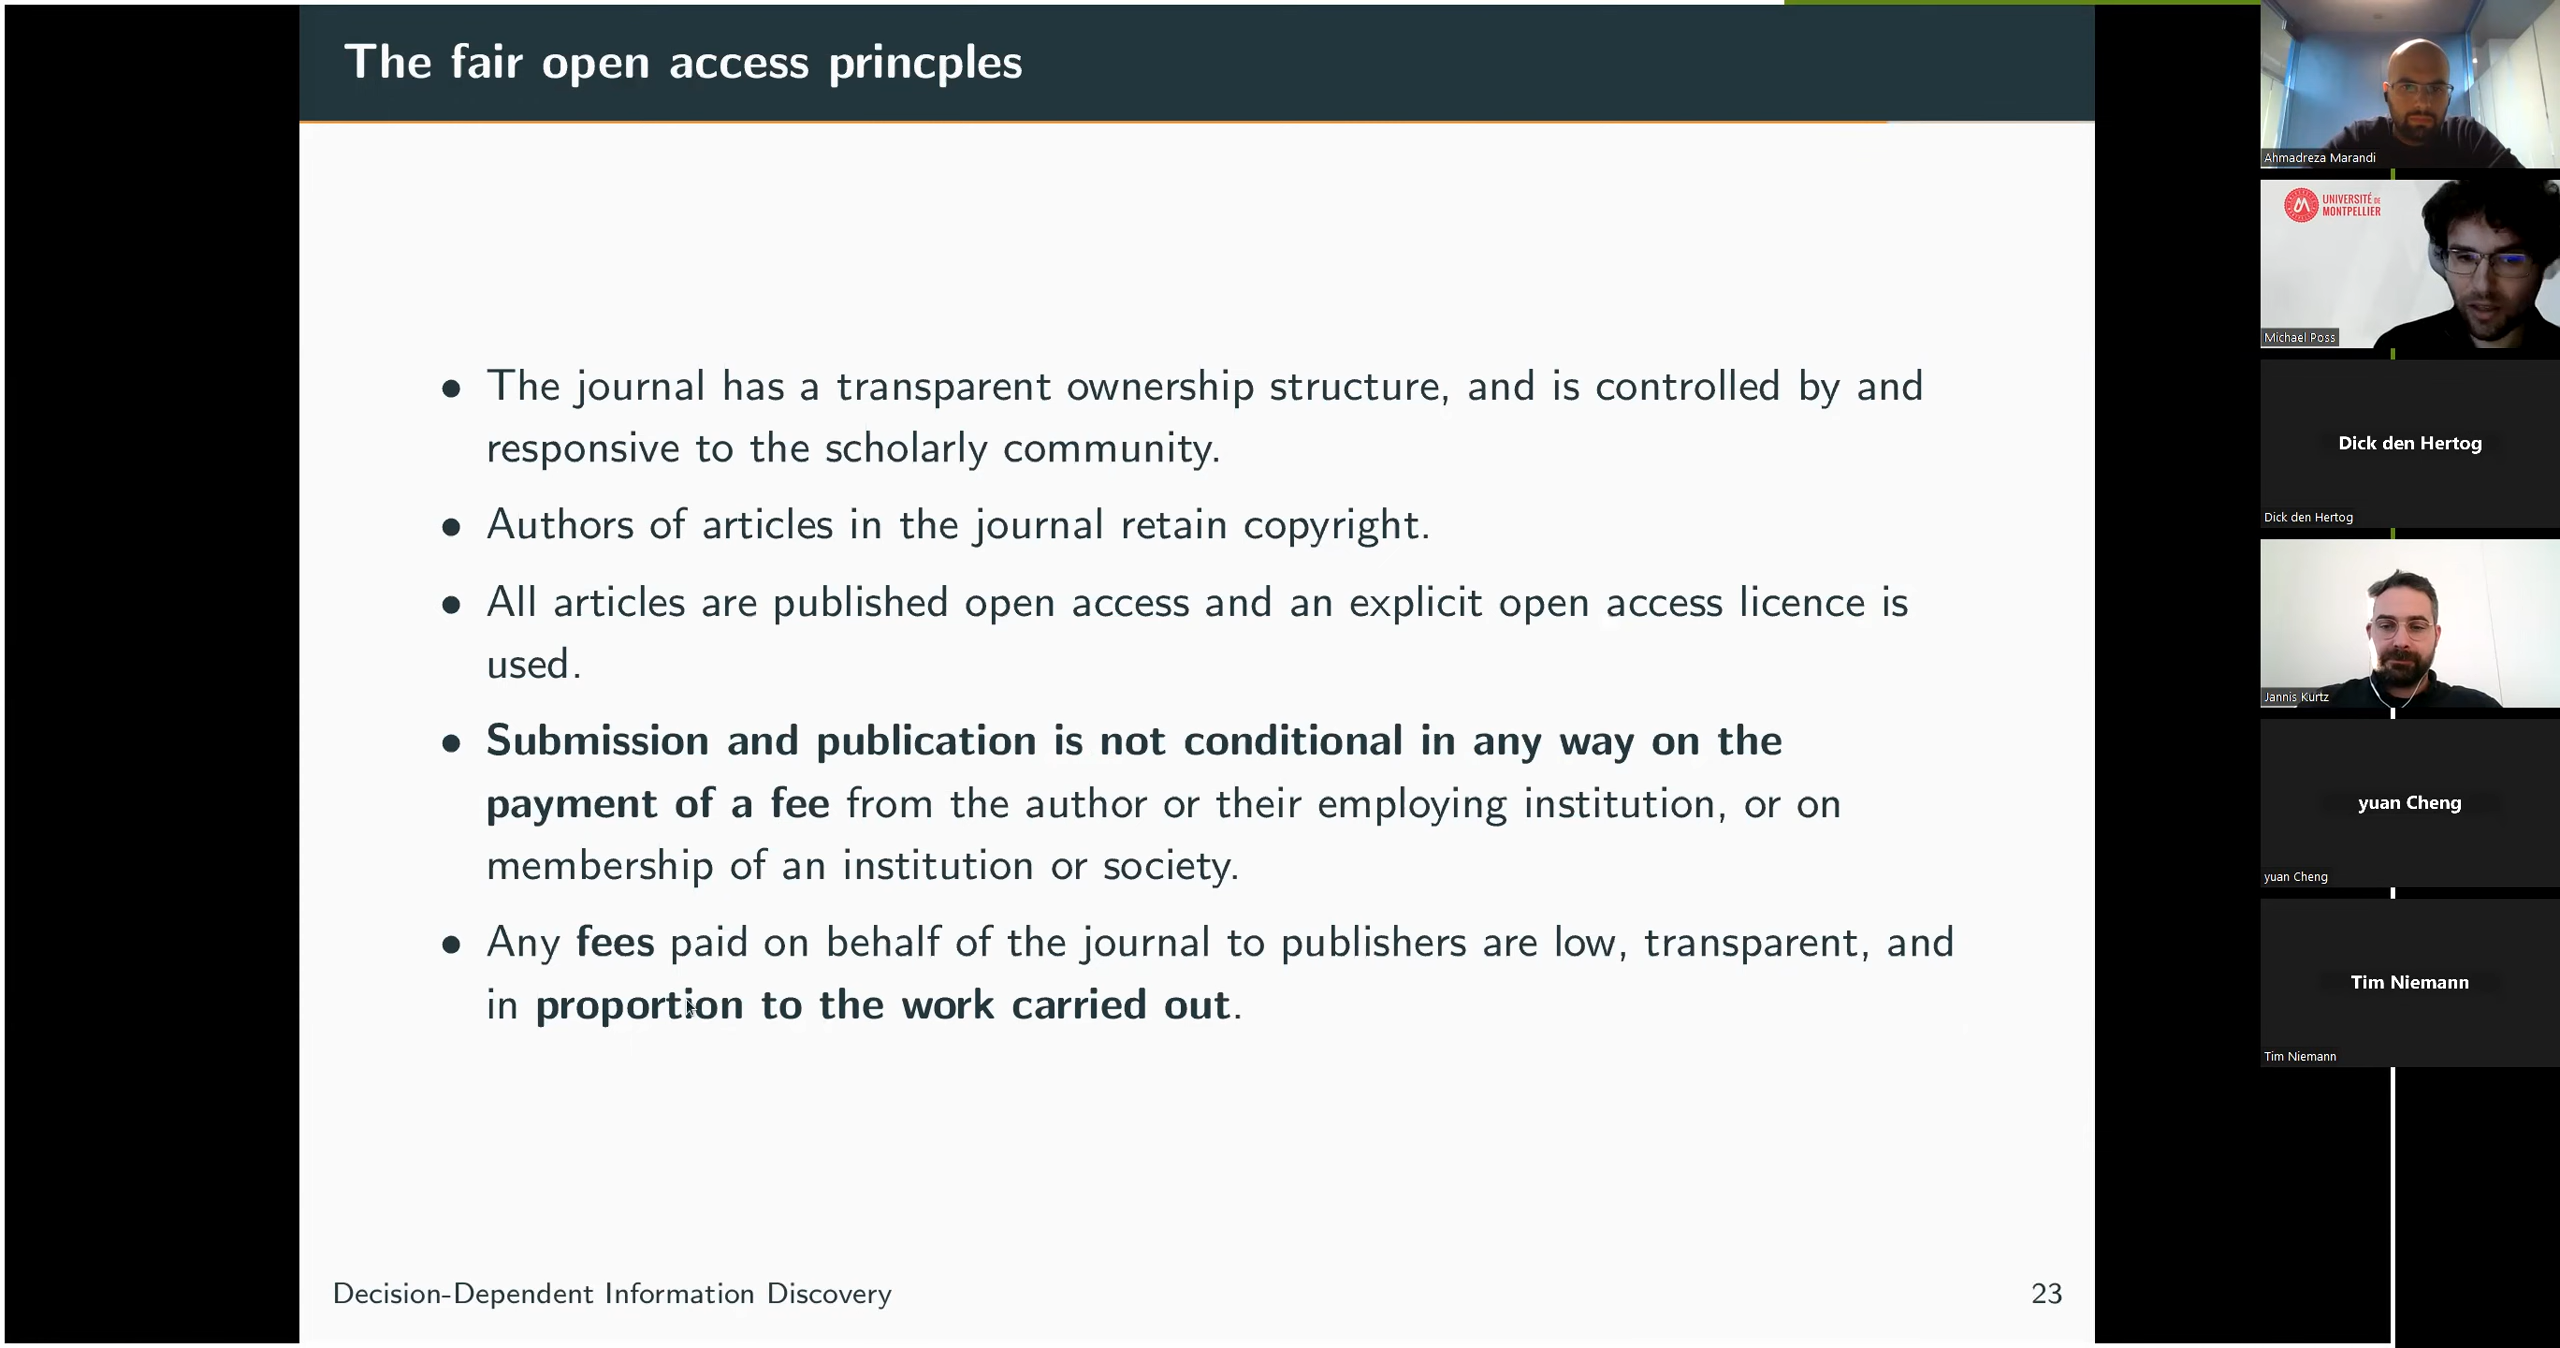 The fair open access princples
• The journal has a transparent ownership structure, and is controlled by and
responsive to the scholarly community.
• Authors of articles in the journal retain copyright.
• All articles are published open access and an explicit open access licence is
used.
• Submission and publication is not conditional in any way on the
payment of a fee from the author or their employing institution, or on
membership of an institution or society.
• Any fees paid on behalf of the journal to publishers are low, transparent, and
in proportion to the work carried out.
Decision-Dependent Information Discovery
23
Ahmadreza Marandi
UNIVERSITÉ DE
MONTPELLIER
Michael Poss
Dick den Hertog
Dick den Hertog
Jannis Kurtz
yuan Cheng
yuan Cheng
Tim Niemann
Tim Niemann